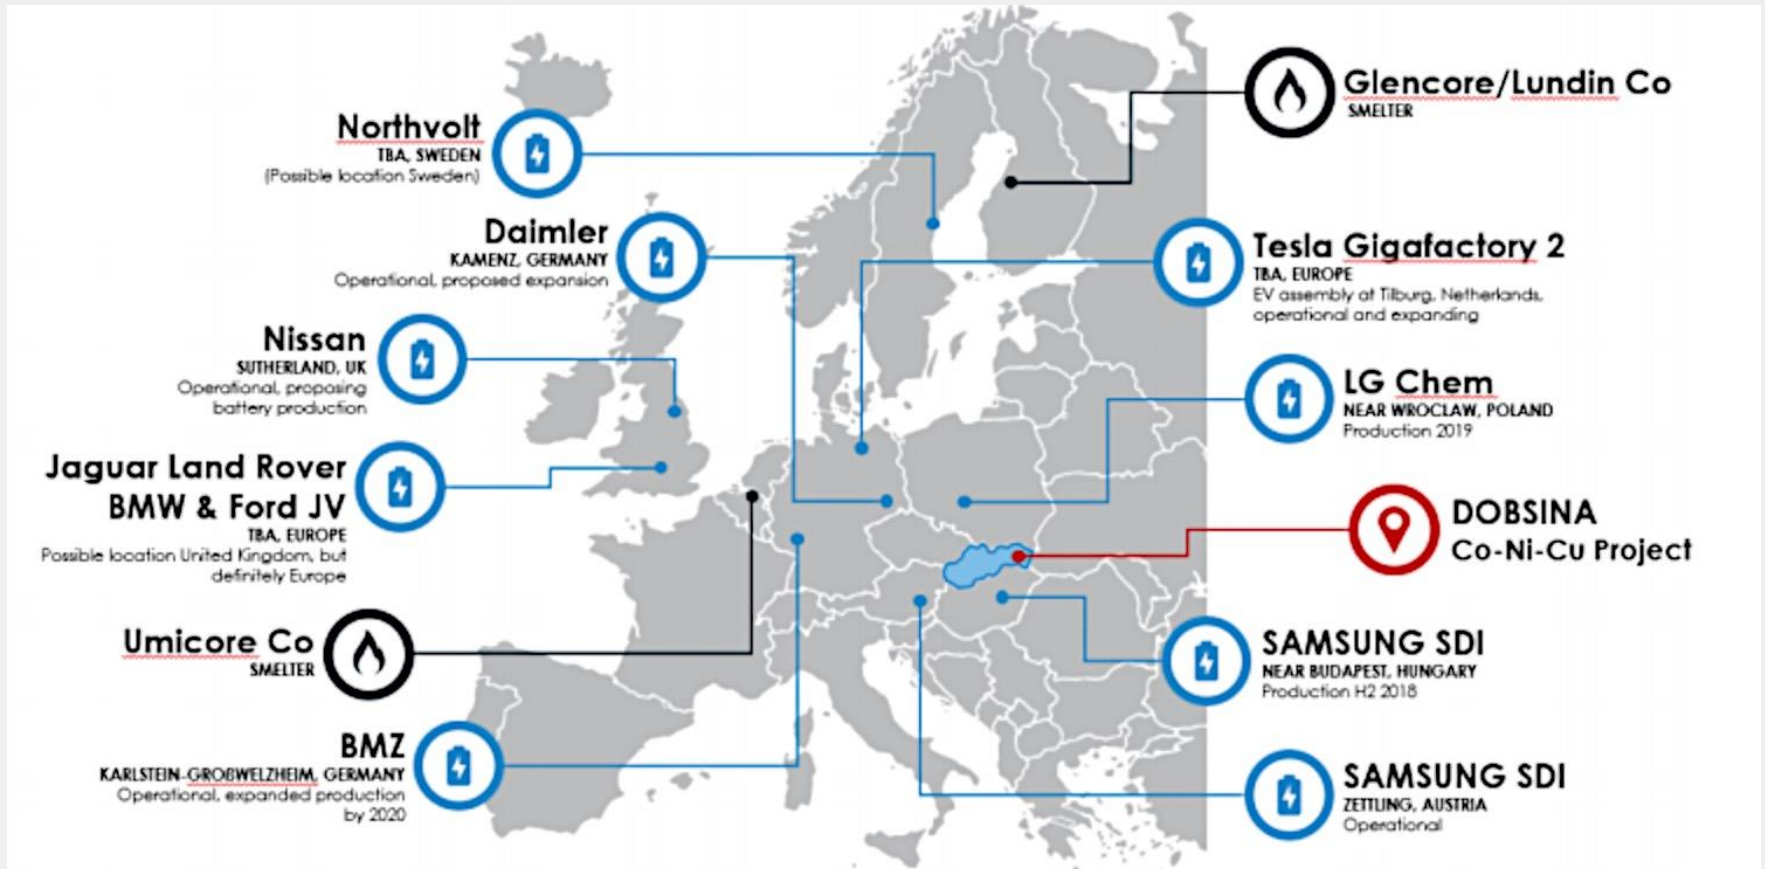 Northvolt
TBA, SWEDEN
(Possible location Sweden)
Daimler
KAMENZ, GERMANY
Operational, proposed expansion
Nissan
SUTHERLAND, UK
Operational, proposing
battery production
Jaguar Land Rover
BMW & Ford JV
TBA, EUROPE
Possible location United Kingdom, but
definitely Europe
Umicore Co
SMELTER
BMZ
KARLSTEIN-GROßWELZHEIM, GERMANY
Operational, expanded production
by 2020
Glencore/Lundin Co
SMELTER
Tesla Gigafactory 2
TBA, EUROPE
EV assembly at Tilburg, Netherlands,
operational and expanding
LG Chem
NEAR WROCLAW, POLAND
Production 2019
DOBSINA
Co-Ni-Cu Project
SAMSUNG SDI
NEAR BUDAPEST, HUNGARY
Production H2 2018
SAMSUNG SDI
ZETTLING, AUSTRIA
Operational